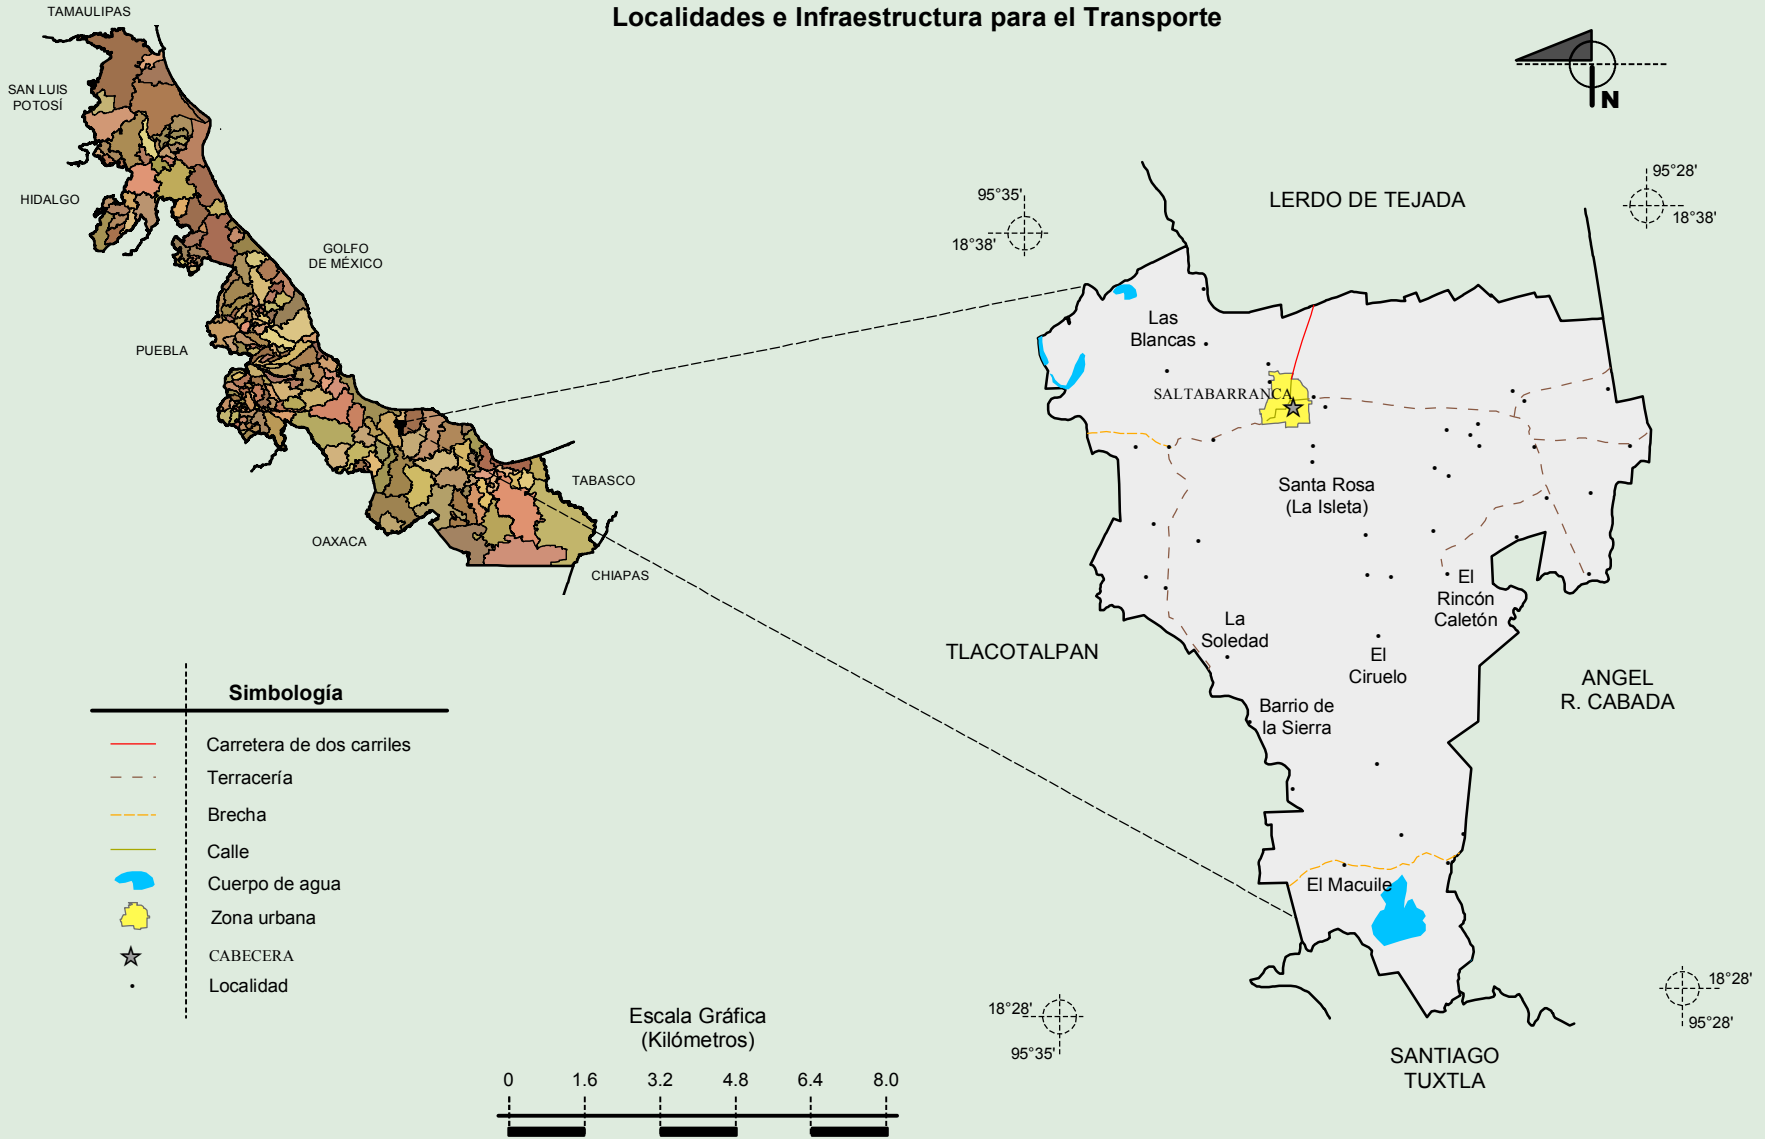 Localidades e Infraestructura para el Transporte
TAMAULIPAS
SAN LUIS
POTOSÍ
HIDALGO
GOLFO
DE MÉXICO
PUEBLA
TABASCO
OAXACA
CHIAPAS
N
95°35'
18°38'
95°28'
18°38'
LERDO DE TEJADA
Las
Blancas
SALTABARRANCA
Santa Rosa
(La Isleta)
El
Rincón
Caletón
La
Soledad
El
Ciruelo
TLACOTALPAN
ANGEL
R. CABADA
Barrio de
la Sierra
El Macuile
18°28'
95°35'
18°28'
95°28'
SANTIAGO
TUXTLA
Simbología
Carretera de dos carriles
Terracería
Brecha
Calle
Cuerpo de agua
Zona urbana
CABECERA
Localidad
Escala Gráfica
(Kilómetros)
0 1.6 3.2 4.8 6.4 8.0